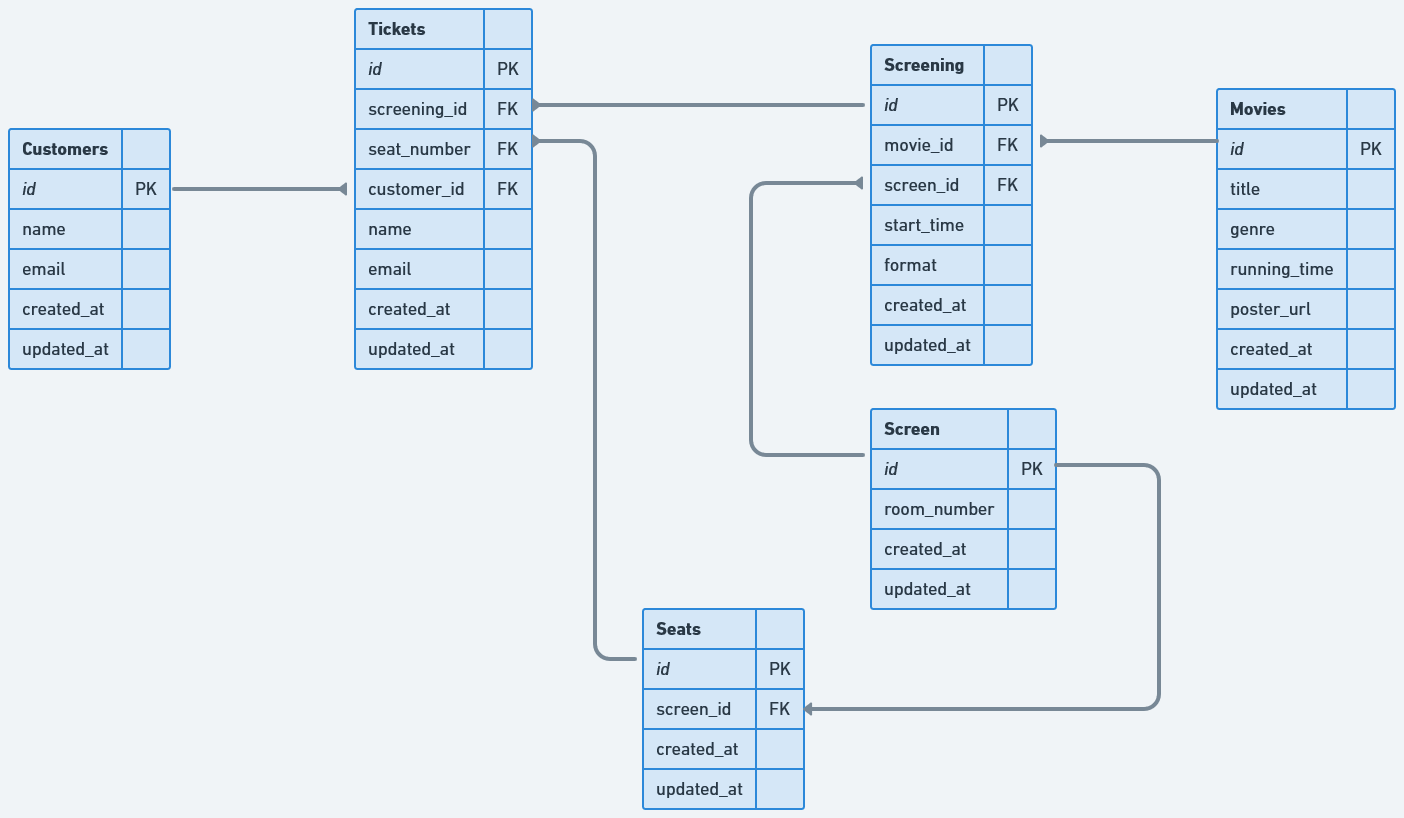 Customers
id PK
name
email
created_at
updated_at
Tickets
id PK
screening_id FK
seat_number FK
customer_id FK
name
email
created_at
updated_at
Screening
id PK
movie_id FK
screen_id FK
start_time
format
created_at
updated_at
Movies
id PK
title
genre
running_time
poster_url
created_at
updated_at
Screen
id PK
room_number
created_at
updated_at
Seats
id PK
screen_id FK
created_at
updated_at